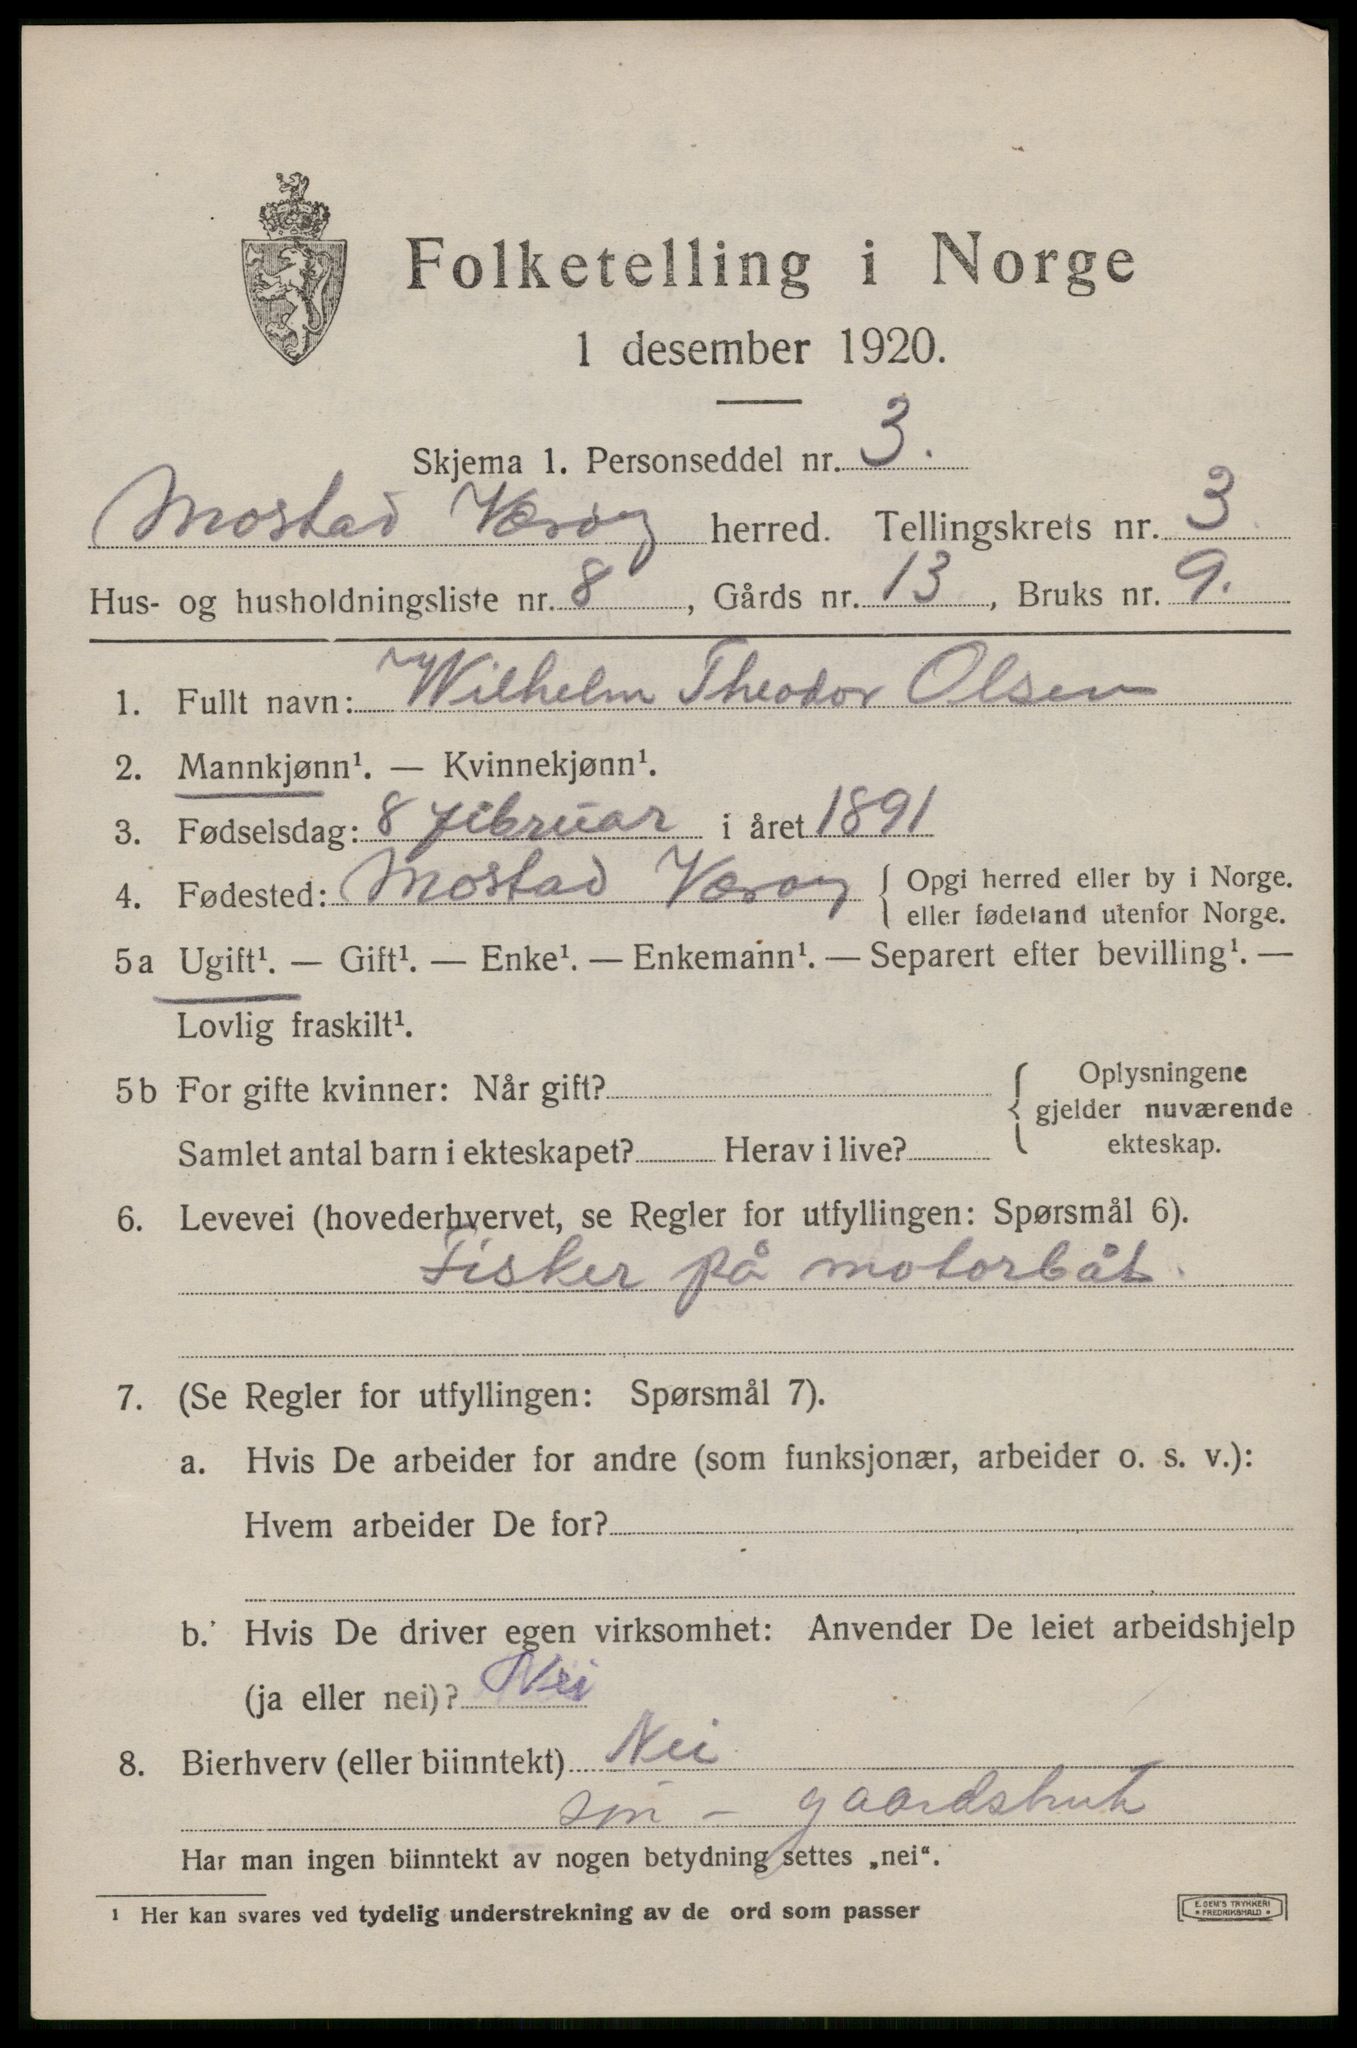 Folketelling i Norge
1 desember 1920.
Skjema 1. Personseddel nr. 3.
Mostad Værøy herred. Tellingskrets nr. 3.
Hus- og husholdningsliste nr. 8, Gårds nr. 13, Bruks nr. 9.
1. Fullt navn: Wilhelm Theodor Olsen
2. Mannkjønn¹. — Kvinnekjønn¹.
3. Fødselsdag: 8 februar i året 1891
4. Fødested: Mostad Værøy { Opgi herred eller by i Norge.
eller fødeland utenfor Norge.
5a Ugift¹. — Gift¹. — Enke¹. — Enkemann¹. — Separert efter bevilling¹. —
Lovlig fraskilt¹.
5b For gifte kvinner: Når gift? { Oplysningene
gjelder nuværende
Samlet antal barn i ekteskapet? Herav i live? ekteskap.
6. Levevei (hovederhvervet, se Regler for utfyllingen: Spørsmål 6).
Fisker på motorbåt.
7. (Se Regler for utfyllingen: Spørsmål 7).
a. Hvis De arbeider for andre (som funksjonær, arbeider o. s. v.):
Hvem arbeider De for?
b. Hvis De driver egen virksomhet: Anvender De leiet arbeidshjelp
(ja eller nei)? Nei
8. Bierhverv (eller biinntekt) Nei
søn - gaardsbruk
Har man ingen biinntekt av nogen betydning settes „nei“.
¹ Her kan svares ved tydelig understrekning av de ord som passer
E. GEM'S TRYKKERI
* FREDRIKSHALD *